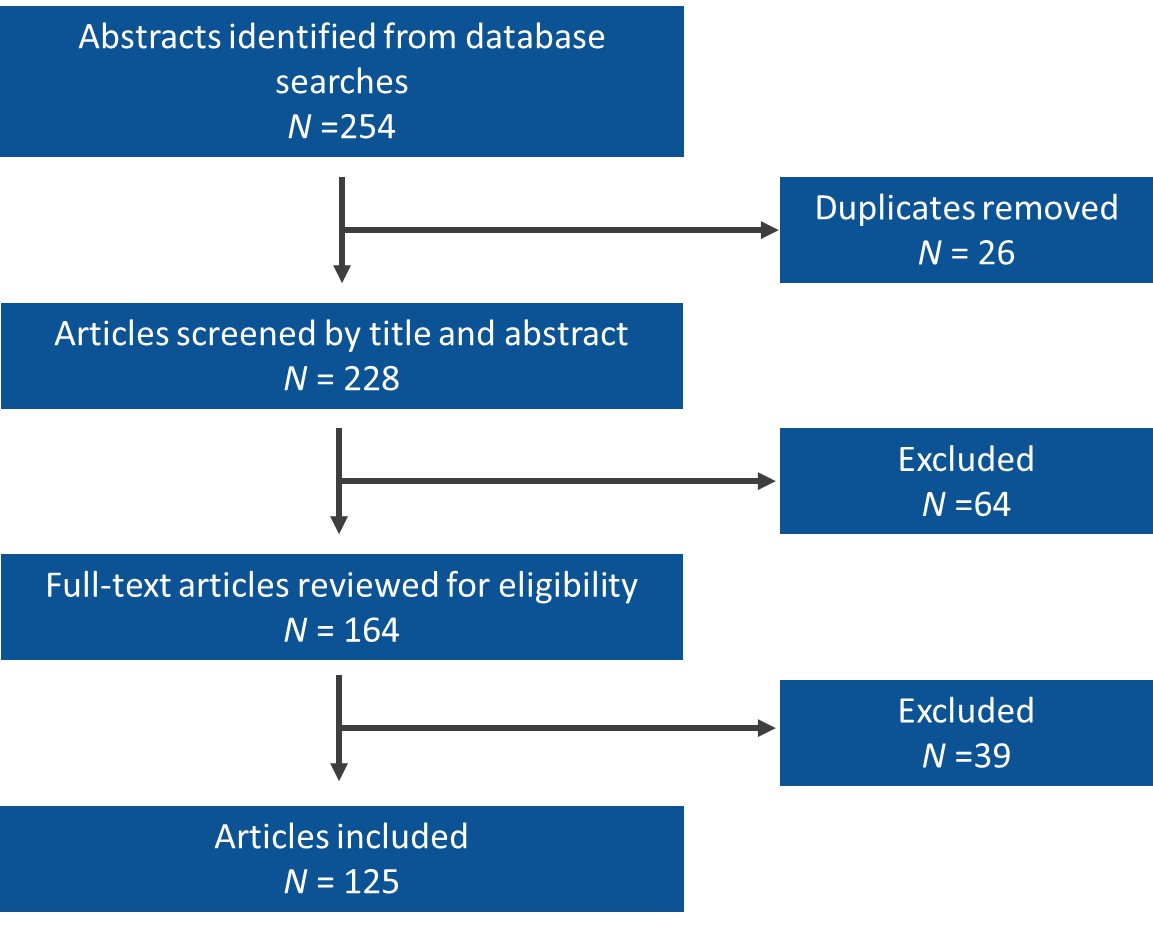 Abstracts identified from database
searches
N =254
Duplicates removed
N = 26
Articles screened by title and abstract
N = 228
Excluded
N =64
Full-text articles reviewed for eligibility
N = 164
Excluded
N =39
Articles included
N = 125